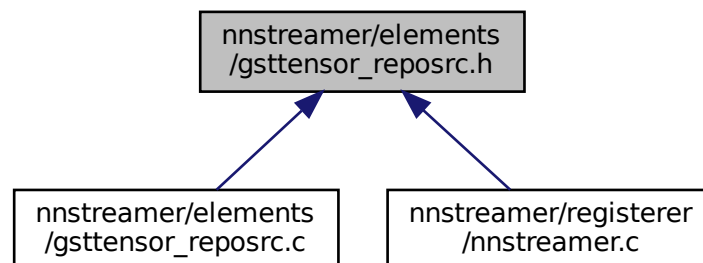 nnstreamer/elements
/gsttensor_reposrc.h
nnstreamer/elements
/gsttensor_reposrc.c
nnstreamer/registerer
/nnstreamer.c